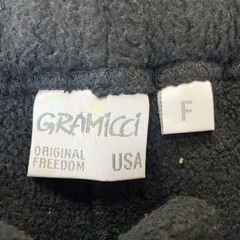 GRAMICCI
ORIGINAL
FREEDOM USA
F